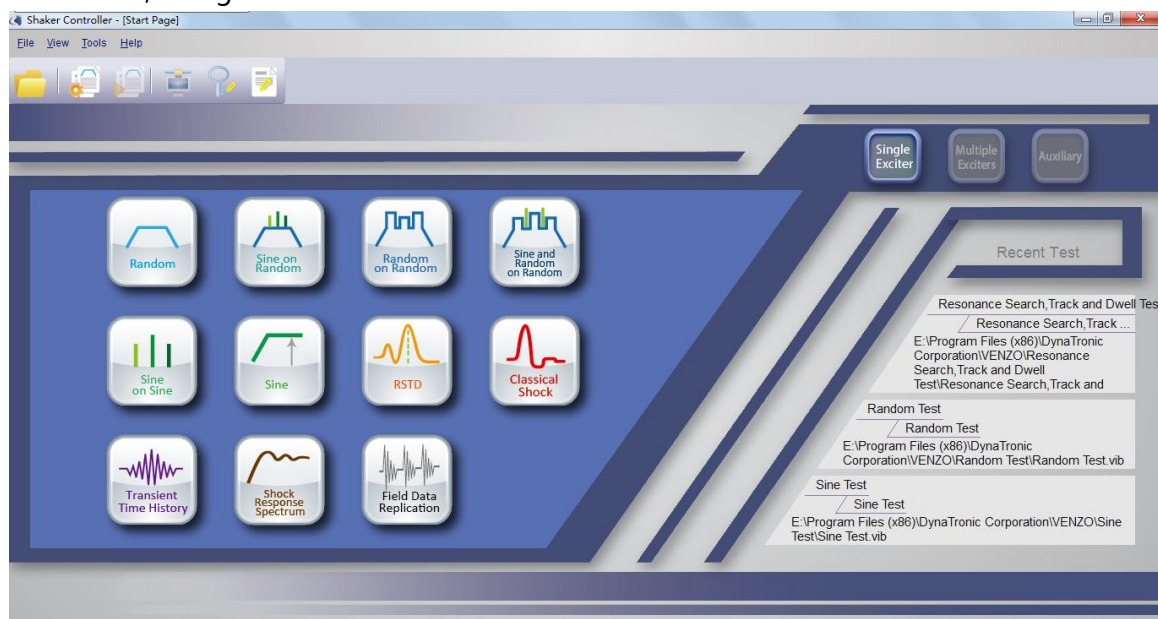 Shaker Controller - [Start Page]
File View Tools Help
Single
Exciter
Multiple
Exciters
Auxiliary
Random
Sine on
Random
Random
on Random
Sine and
Random
on Random
Sine
on Sine
Sine
RSTD
Classical
Shock
Transient
Time History
Shock
Response
Spectrum
Field Data
Replication
Recent Test
Resonance Search,Track and Dwell Tes
Resonance Search,Track ...
E:\Program Files (x86)\DynaTronic
Corporation\VENZO\Resonance
Search,Track and Dwell
Test\Resonance Search,Track and
Random Test
Random Test
E:\Program Files (x86)\DynaTronic
Corporation\VENZO\Random Test\Random Test.vib
Sine Test
Sine Test
E:\Program Files (x86)\DynaTronic Corporation\VENZO\Sine
Test\Sine Test.vib